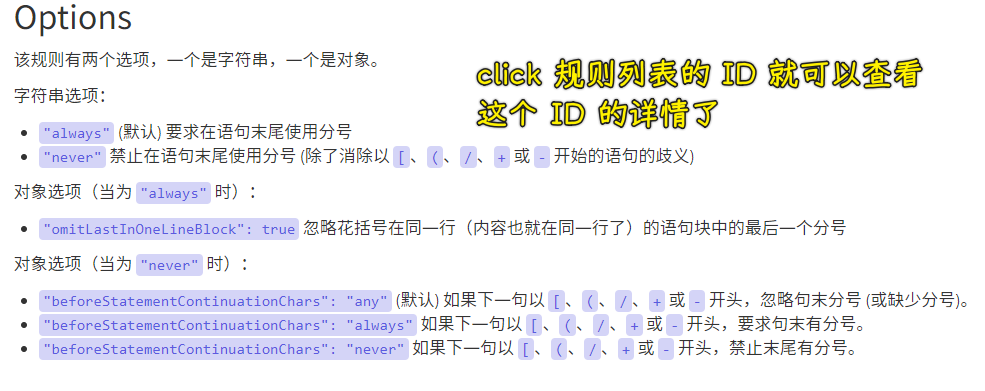 Options
该规则有两个选项，一个是字符串，一个是对象。
click 规则列表的 ID 就可以查看
这个 ID 的详情了
字符串选项：
"always" (默认) 要求在语句末尾使用分号
"never" 禁止在语句末尾使用分号 (除了消除以 [、(、/、+ 或 - 开始的语句的歧义)
对象选项（当为 "always" 时）：
"omitLastInOneLineBlock": true 忽略花括号在同一行（内容也就在同一行了）的语句块中的最后一个分号
对象选项（当为 "never" 时）：
"beforeStatementContinuationChars": "any" (默认) 如果下一句以 [、(、/、+ 或 - 开头，忽略句末分号 (或缺少分号)。
"beforeStatementContinuationChars": "always" 如果下一句以 [、(、/、+ 或 - 开头，要求句末有分号。
"beforeStatementContinuationChars": "never" 如果下一句以 [、(、/、+ 或 - 开头，禁止末尾有分号。